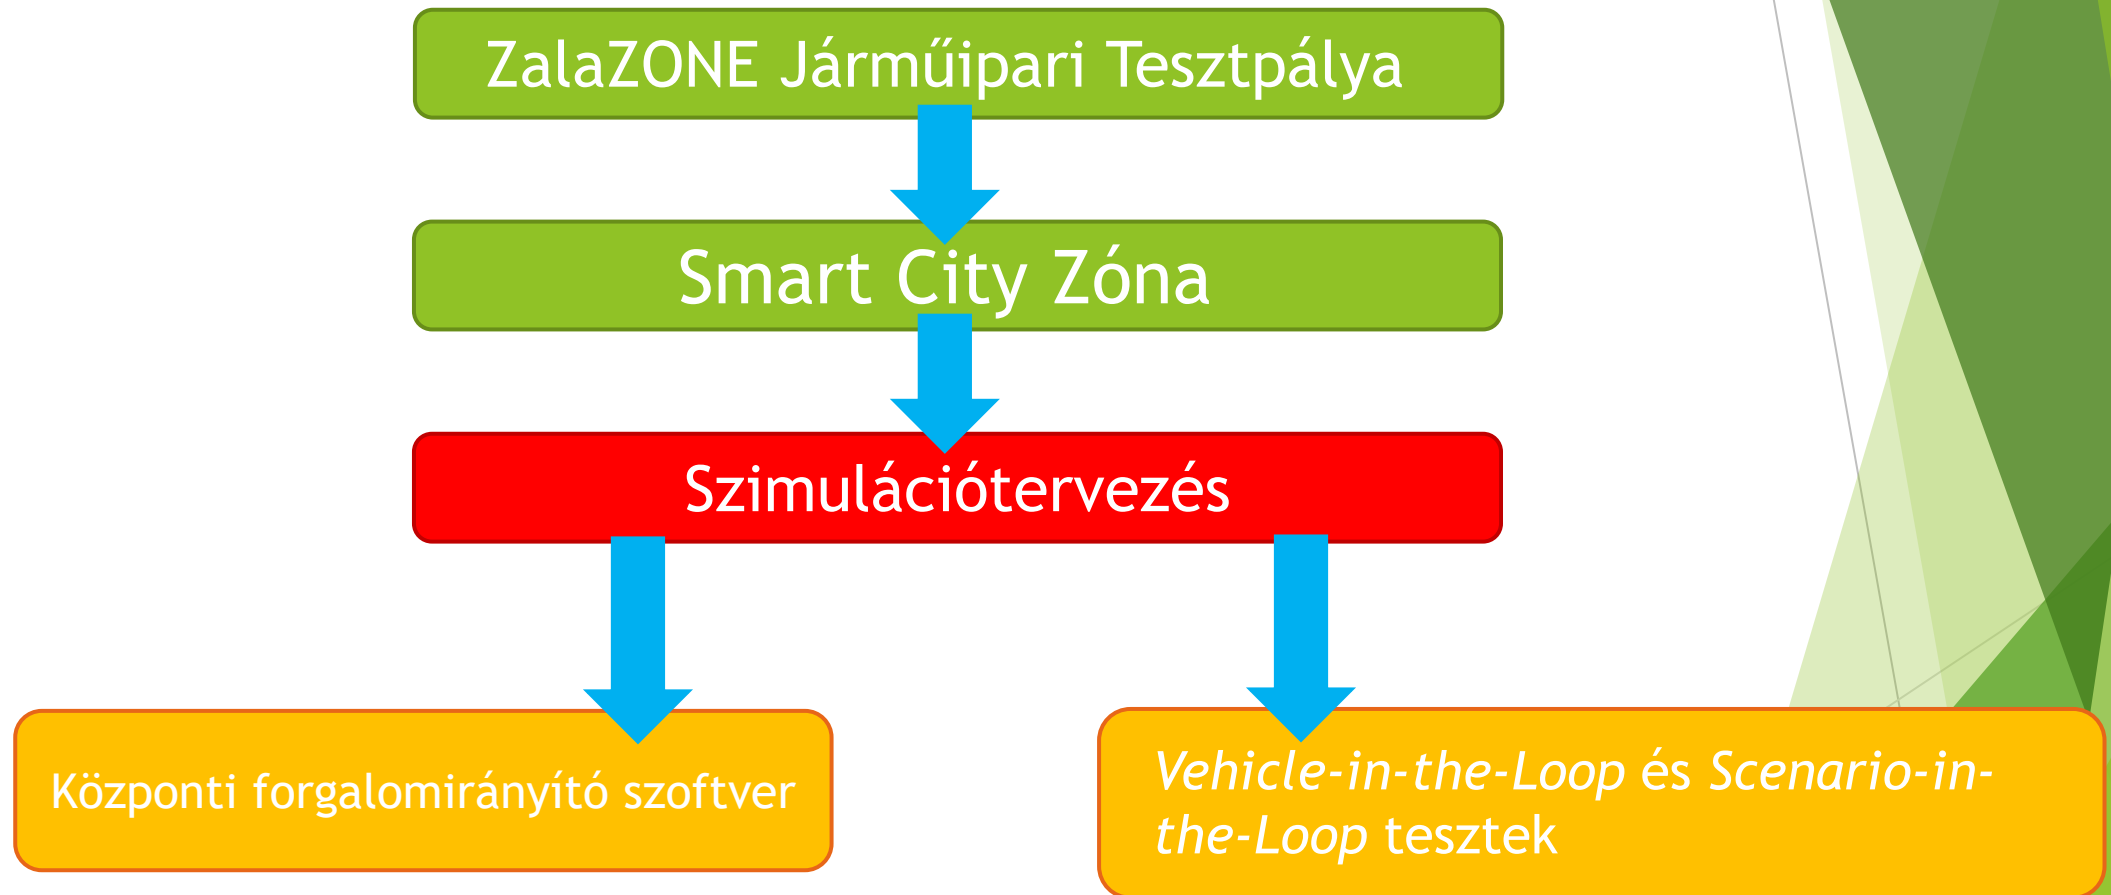 ZalaZONE Járműipari Tesztpálya
Smart City Zóna
Szimulációtervezés
Központi forgalomirányító szoftver
Vehicle-in-the-Loop és Scenario-in-
the-Loop tesztek